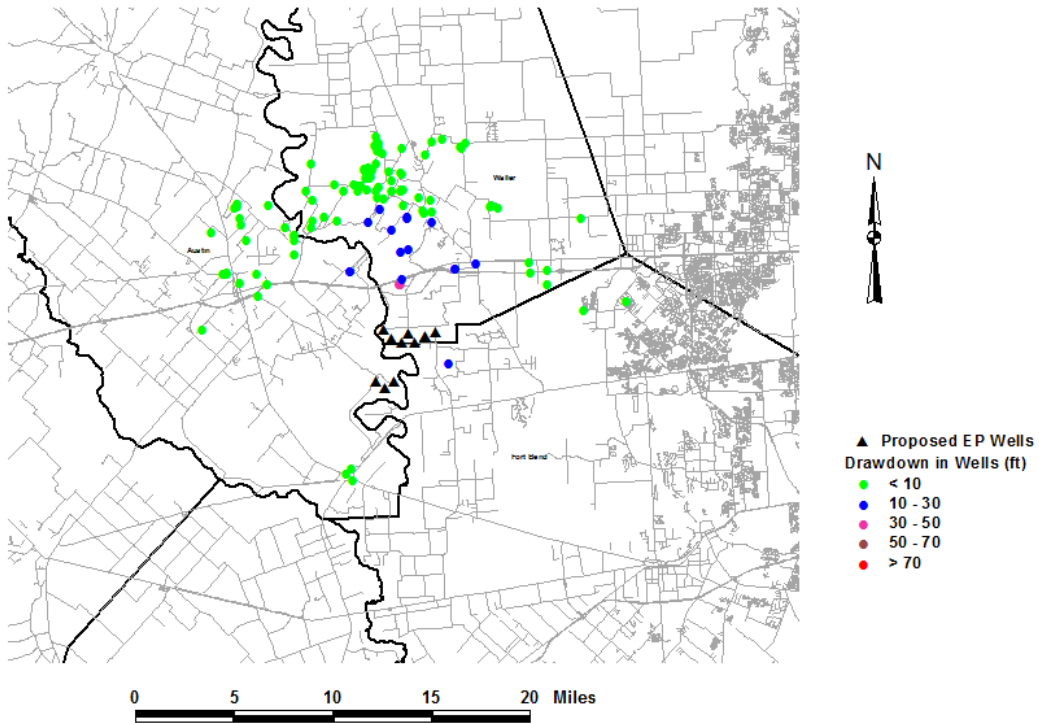 N
Waller
Austin
Fort Bend
Proposed EP Wells
Drawdown in Wells (ft)
< 10
10 - 30
30 - 50
50 - 70
> 70
0 5 10 15 20 Miles